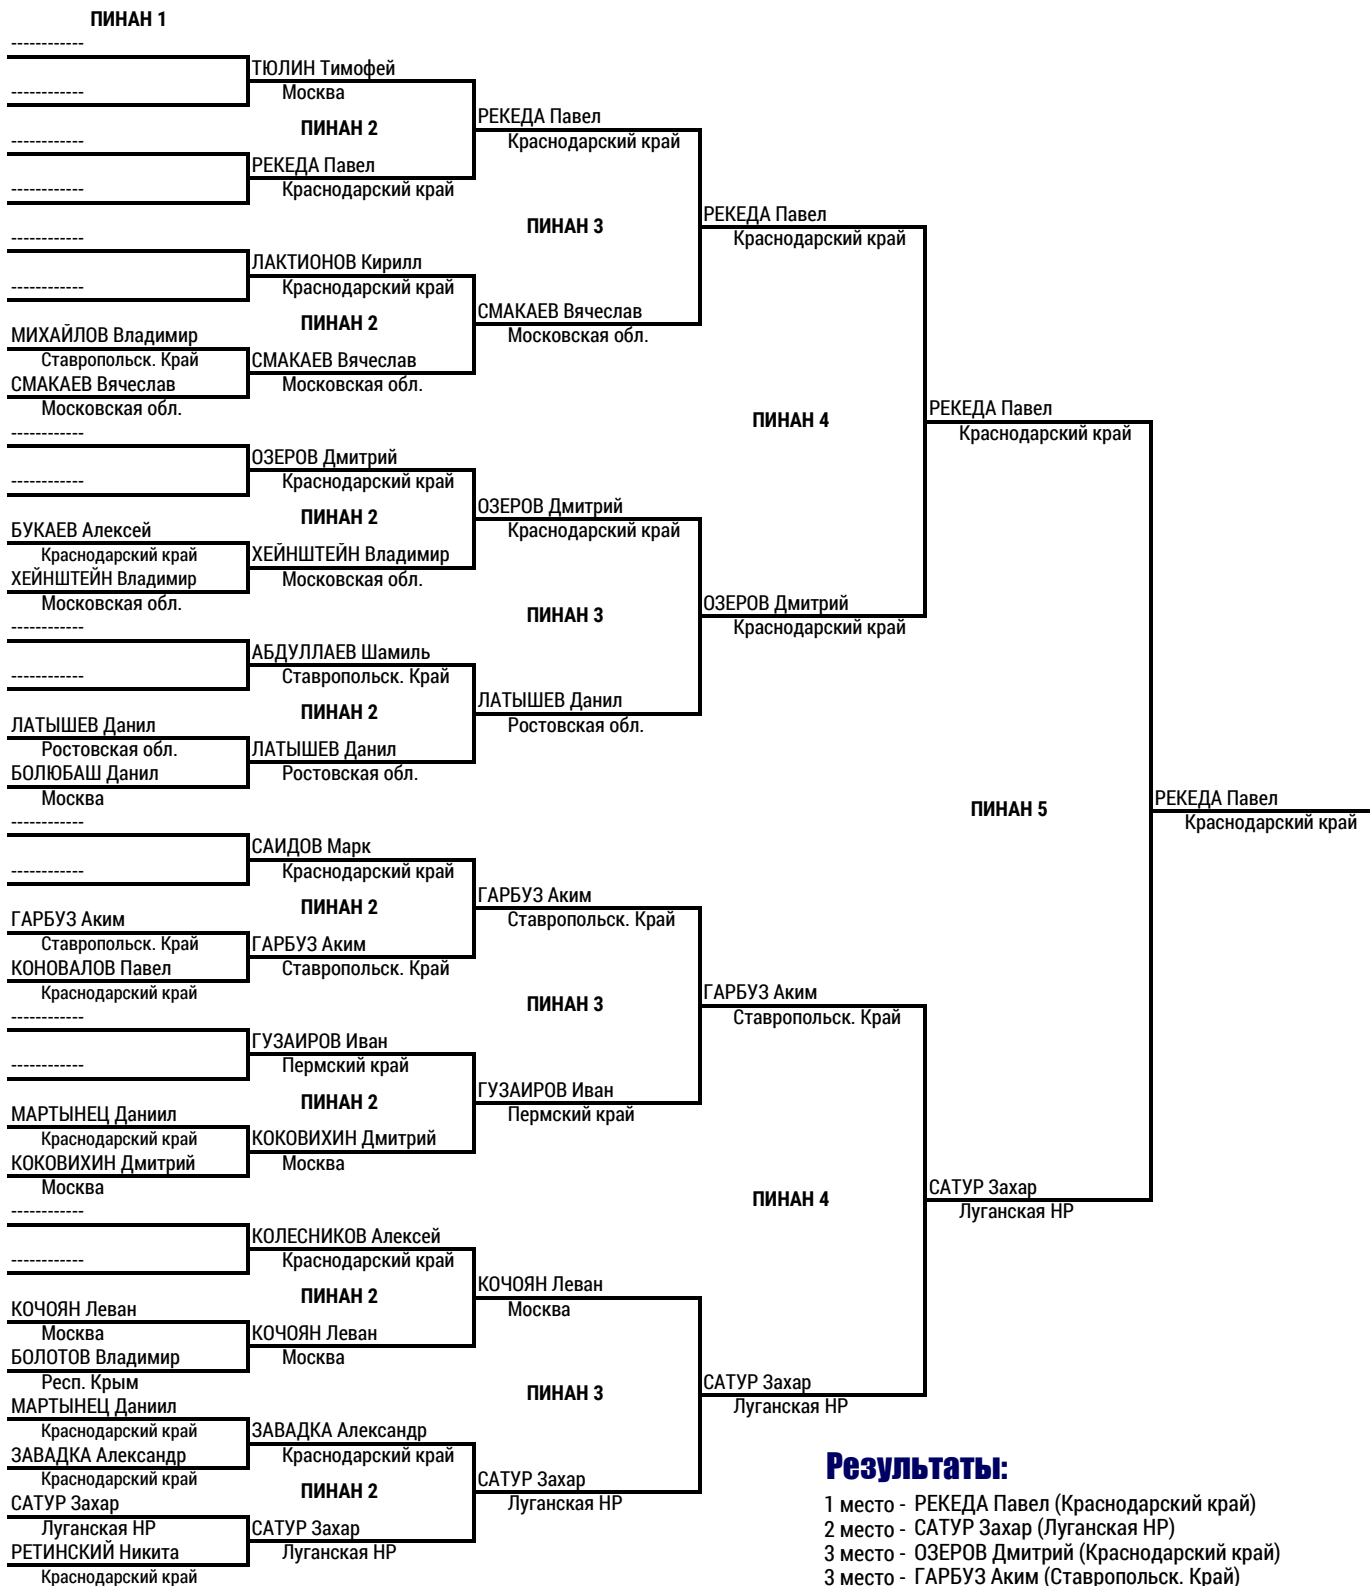 ПИНАН 1
------------
ТЮЛИН Тимофей
------------
Москва
РЕКЕДА Павел
ПИНАН 2
------------
Краснодарский край
РЕКЕДА Павел
------------
Краснодарский край
РЕКЕДА Павел
ПИНАН 3
------------
Краснодарский край
ЛАКТИОНОВ Кирилл
------------
Краснодарский край
СМАКАЕВ Вячеслав
ПИНАН 2
МИХАЙЛОВ Владимир
Московская обл.
Ставропольск. Край
СМАКАЕВ Вячеслав
СМАКАЕВ Вячеслав
Московская обл.
Московская обл.
РЕКЕДА Павел
ПИНАН 4
------------
Краснодарский край
ОЗЕРОВ Дмитрий
------------
Краснодарский край
ОЗЕРОВ Дмитрий
ПИНАН 2
БУКАЕВ Алексей
Краснодарский край
Краснодарский край
ХЕЙНШТЕЙН Владимир
ХЕЙНШТЕЙН Владимир
Московская обл.
Московская обл.
ОЗЕРОВ Дмитрий
ПИНАН 3
------------
Краснодарский край
АБДУЛЛАЕВ Шамиль
------------
Ставропольск. Край
ЛАТЫШЕВ Данил
ПИНАН 2
ЛАТЫШЕВ Данил
Ростовская обл.
Ростовская обл.
ЛАТЫШЕВ Данил
БОЛЮБАШ Данил
Ростовская обл.
Москва
РЕКЕДА Павел
ПИНАН 5
------------
Краснодарский край
САИДОВ Марк
------------
Краснодарский край
ГАРБУЗ Аким
ПИНАН 2
ГАРБУЗ Аким
Ставропольск. Край
Ставропольск. Край
ГАРБУЗ Аким
КОНОВАЛОВ Павел
Ставропольск. Край
Краснодарский край
ГАРБУЗ Аким
ПИНАН 3
------------
Ставропольск. Край
ГУЗАИРОВ Иван
------------
Пермский край
ГУЗАИРОВ Иван
ПИНАН 2
МАРТЫНЕЦ Даниил
Пермский край
Краснодарский край
КОКОВИХИН Дмитрий
КОКОВИХИН Дмитрий
Москва
Москва
САТУР Захар
ПИНАН 4
------------
Луганская НР
КОЛЕСНИКОВ Алексей
------------
Краснодарский край
КОЧОЯН Леван
ПИНАН 2
КОЧОЯН Леван
Москва
Москва
КОЧОЯН Леван
БОЛОТОВ Владимир
Москва
Респ. Крым
САТУР Захар
ПИНАН 3
МАРТЫНЕЦ Даниил
Луганская НР
Краснодарский край
ЗАВАДКА Александр
ЗАВАДКА Александр
Краснодарский край
Краснодарский край
САТУР Захар
ПИНАН 2
САТУР Захар
Луганская НР
Луганская НР
САТУР Захар
РЕТИНСКИЙ Никита
Луганская НР
Краснодарский край
Результаты:
1 место - РЕКЕДА Павел (Краснодарский край)
2 место - САТУР Захар (Луганская НР)
3 место - ОЗЕРОВ Дмитрий (Краснодарский край)
3 место - ГАРБУЗ Аким (Ставропольск. Край)